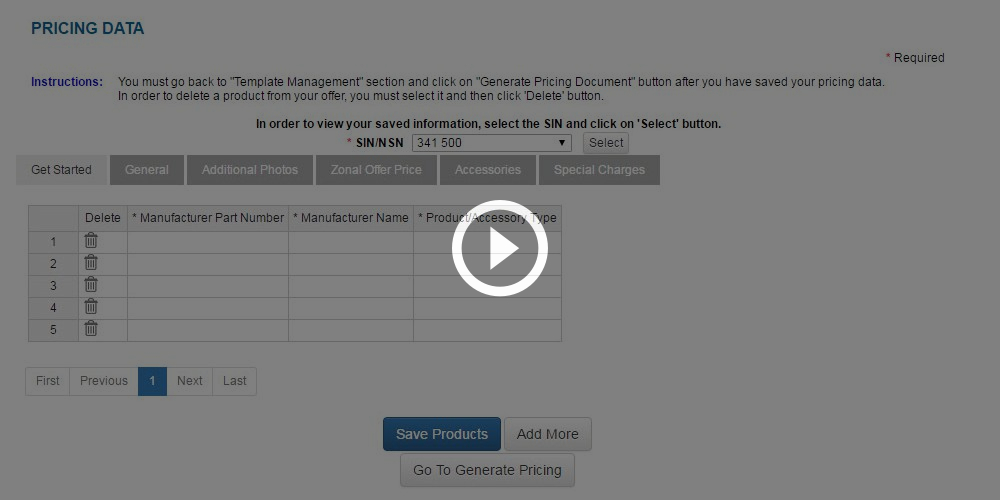 PRICING DATA
* Required
Instructions: You must go back to "Template Management" section and click on "Generate Pricing Document" button after you have saved your pricing data.
In order to delete a product from your offer, you must select it and then click 'Delete' button.
In order to view your saved information, select the SIN and click on 'Select' button.
* SIN/NSN 341 500 Select
Get Started General Additional Photos Zonal Offer Price Accessories Special Charges
Delete * Manufacturer Part Number * Manufacturer Name * Product/Accessory Type
1
2
3
4
5
First Previous 1 Next Last
Save Products Add More
Go To Generate Pricing